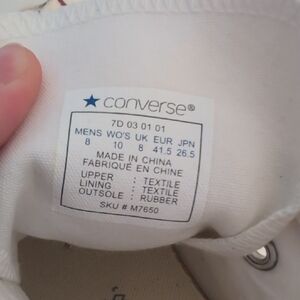 ★ CONVERSE®
7D 03 01 01
MENS WO'S UK EUR JPN
8 10 8 41.5 26.5
MADE IN CHINA
FABRIQUÉ EN CHINE
UPPER : TEXTILE
LINING : TEXTILE
OUTSOLE : RUBBER
SKU # M7650